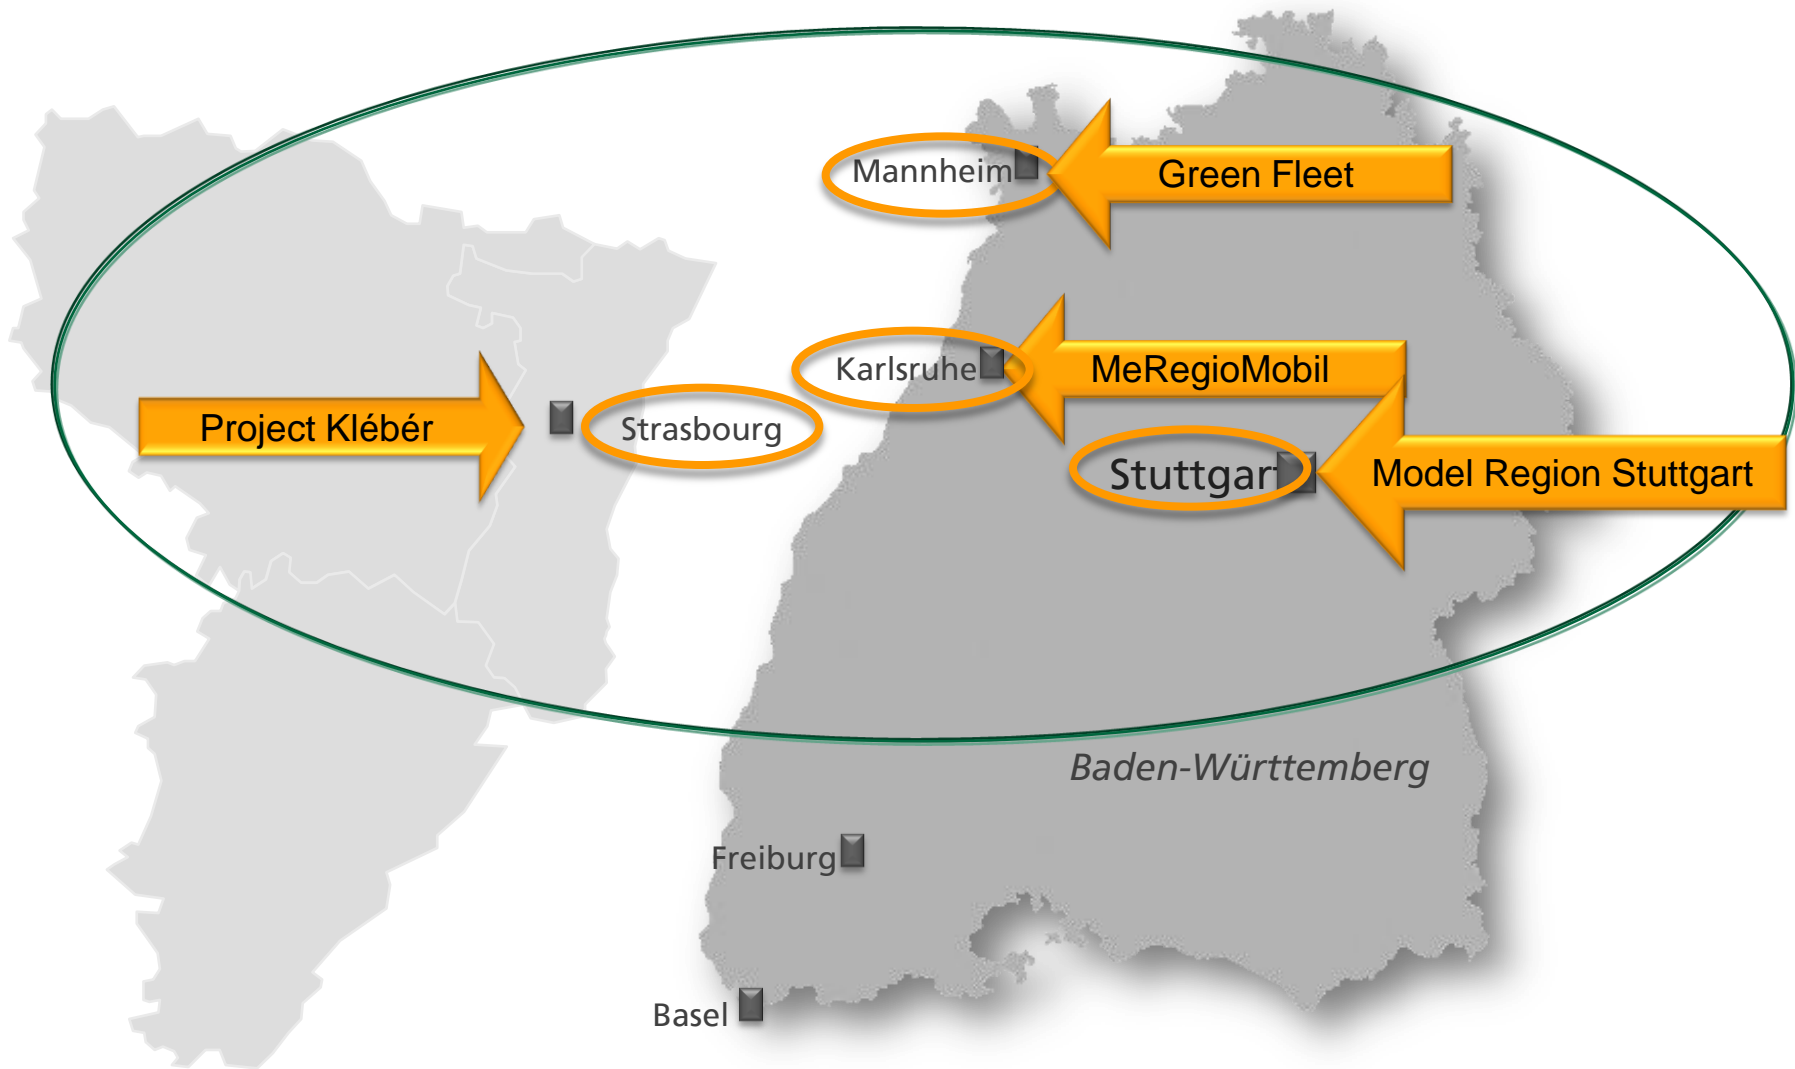 Mannheim
Green Fleet
Karlsruhe
MeRegioMobil
Project Klébér
Strasbourg
Stuttgart
Model Region Stuttgart
Baden-Württemberg
Freiburg
Basel